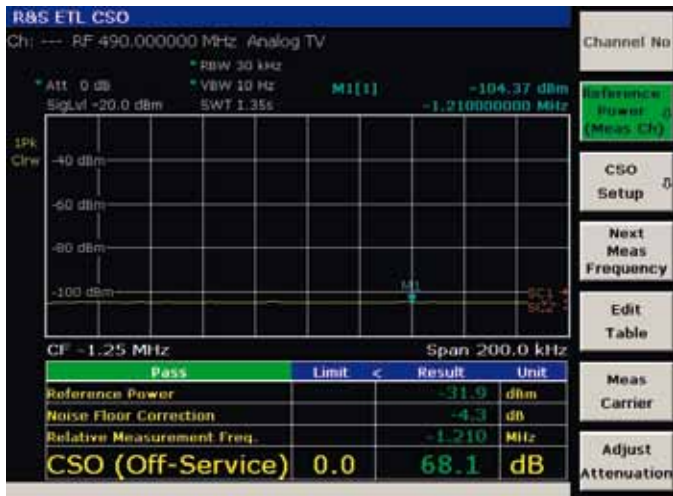 R&S ETL CSO
Ch: --- RF 490.000000 MHz Analog TV
* RBW 30 kHz
* Att 0 dB * VBW 10 Hz M1[1] -104.37 dBm
SigLvl -20.0 dBm SWT 1.35s -1.210000000 MHz
1Pk
Clrw
-40 dBm
-60 dBm
-80 dBm
-100 dBm
M1
SC1
SC2
CF -1.25 MHz Span 200.0 kHz
Pass Limit < Result Unit
Reference Power -31.9 dBm
Noise Floor Correction -4.3 dB
Relative Measurement Freq. -1.210 MHz
CSO (Off-Service) 0.0 68.1 dB
Channel No
Reference
Power
(Meas Ch)
CSO
Setup
Next
Meas
Frequency
Edit
Table
Meas
Carrier
Adjust
Attenuation